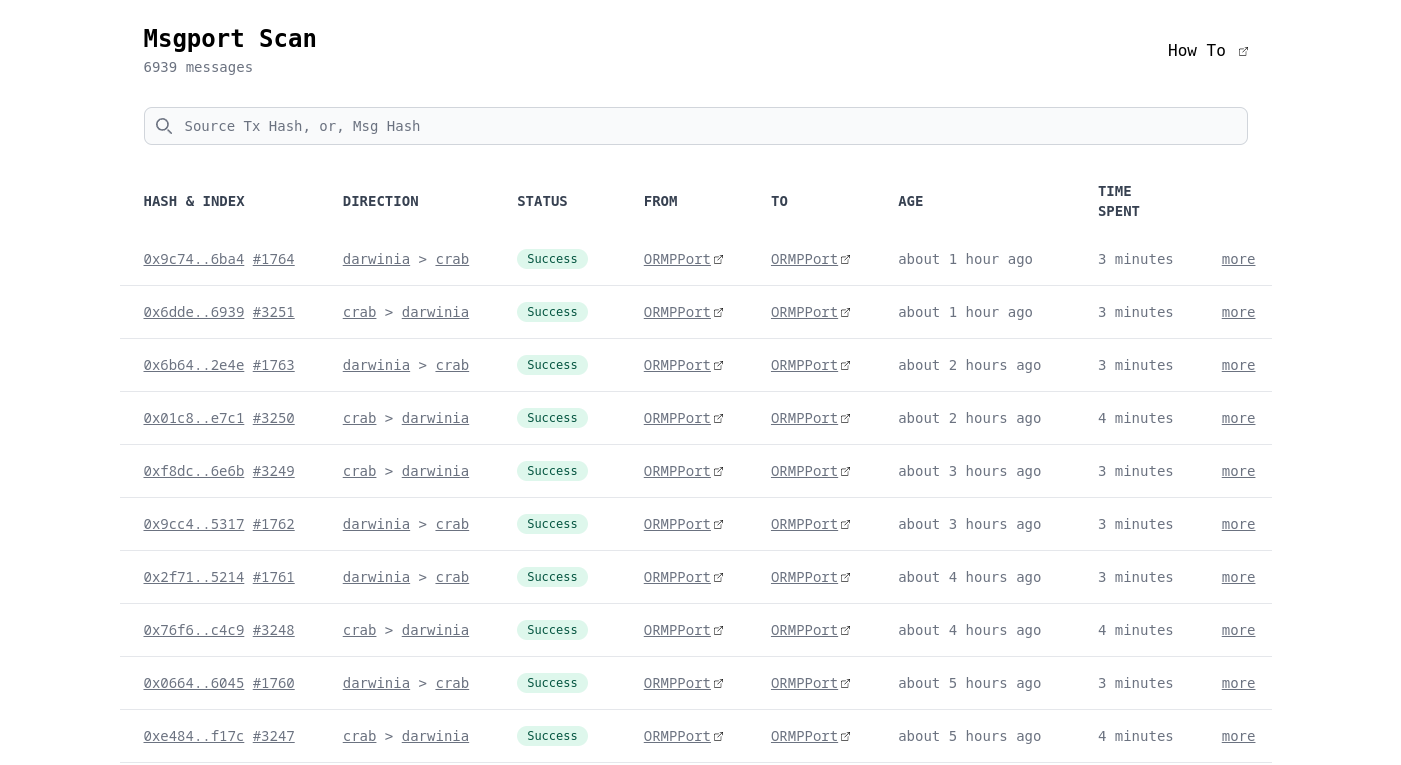 Msgport Scan
6939 messages
How To
Source Tx Hash, or, Msg Hash
HASH & INDEX DIRECTION STATUS FROM TO AGE TIME SPENT
0x9c74..6ba4 #1764 darwinia > crab Success ORMPPort ORMPPort about 1 hour ago 3 minutes more
0x6dde..6939 #3251 crab > darwinia Success ORMPPort ORMPPort about 1 hour ago 3 minutes more
0x6b64..2e4e #1763 darwinia > crab Success ORMPPort ORMPPort about 2 hours ago 3 minutes more
0x01c8..e7c1 #3250 crab > darwinia Success ORMPPort ORMPPort about 2 hours ago 4 minutes more
0xf8dc..6e6b #3249 crab > darwinia Success ORMPPort ORMPPort about 3 hours ago 3 minutes more
0x9cc4..5317 #1762 darwinia > crab Success ORMPPort ORMPPort about 3 hours ago 3 minutes more
0x2f71..5214 #1761 darwinia > crab Success ORMPPort ORMPPort about 4 hours ago 3 minutes more
0x76f6..c4c9 #3248 crab > darwinia Success ORMPPort ORMPPort about 4 hours ago 4 minutes more
0x0664..6045 #1760 darwinia > crab Success ORMPPort ORMPPort about 5 hours ago 3 minutes more
0xe484..f17c #3247 crab > darwinia Success ORMPPort ORMPPort about 5 hours ago 4 minutes more